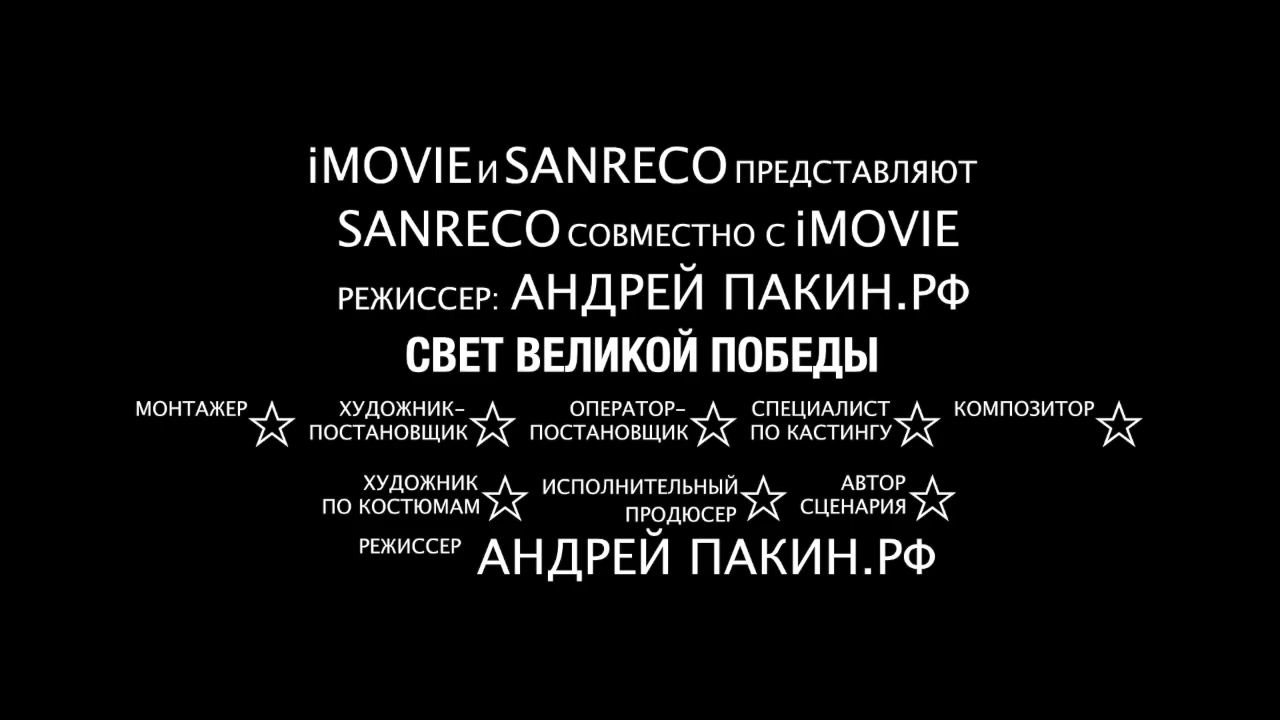 iMOVIE И SANRECO ПРЕДСТАВЛЯЮТ
SANRECO СОВМЕСТНО С iMOVIE
РЕЖИССЕР: АНДРЕЙ ПАКИН.РФ
СВЕТ ВЕЛИКОЙ ПОБЕДЫ
МОНТАЖЕР ☆ ХУДОЖНИК-ПОСТАНОВЩИК ☆ ОПЕРАТОР-ПОСТАНОВЩИК ☆ СПЕЦИАЛИСТ ПО КАСТИНГУ ☆ КОМПОЗИТОР ☆
ХУДОЖНИК ПО КОСТЮМАМ ☆ ИСПОЛНИТЕЛЬНЫЙ ПРОДЮСЕР ☆ АВТОР СЦЕНАРИЯ ☆
РЕЖИССЕР АНДРЕЙ ПАКИН.РФ